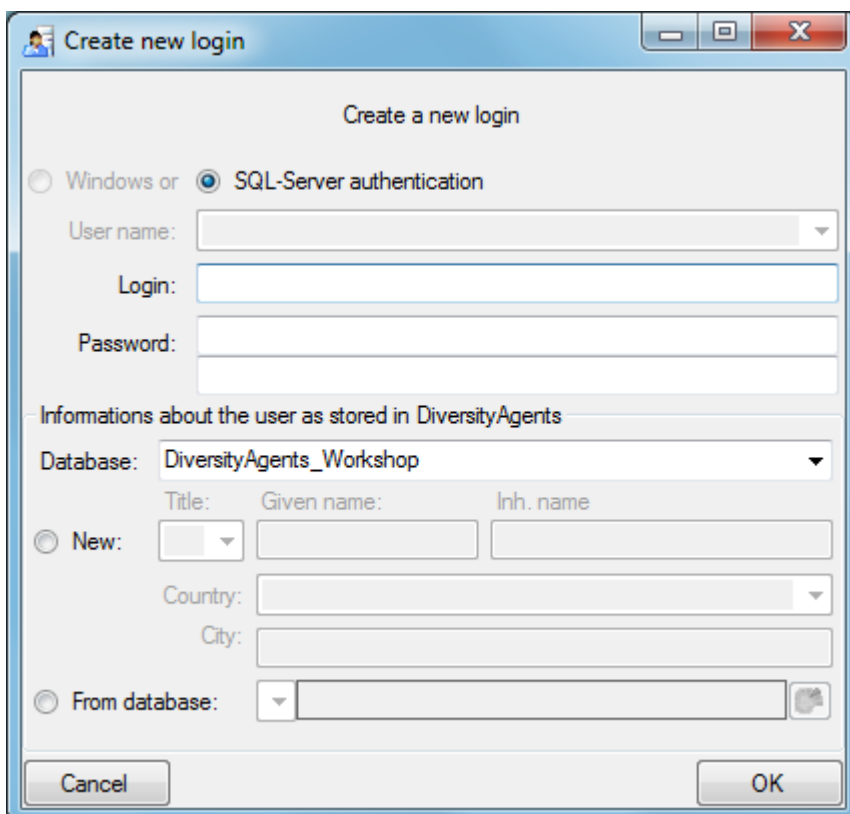 Create new login
Create a new login
Windows or SQL-Server authentication
User name:
Login:
Password:
Informations about the user as stored in DiversityAgents
Database: DiversityAgents_Workshop
Title: Given name: Inh. name
New:
Country:
City:
From database:
Cancel OK